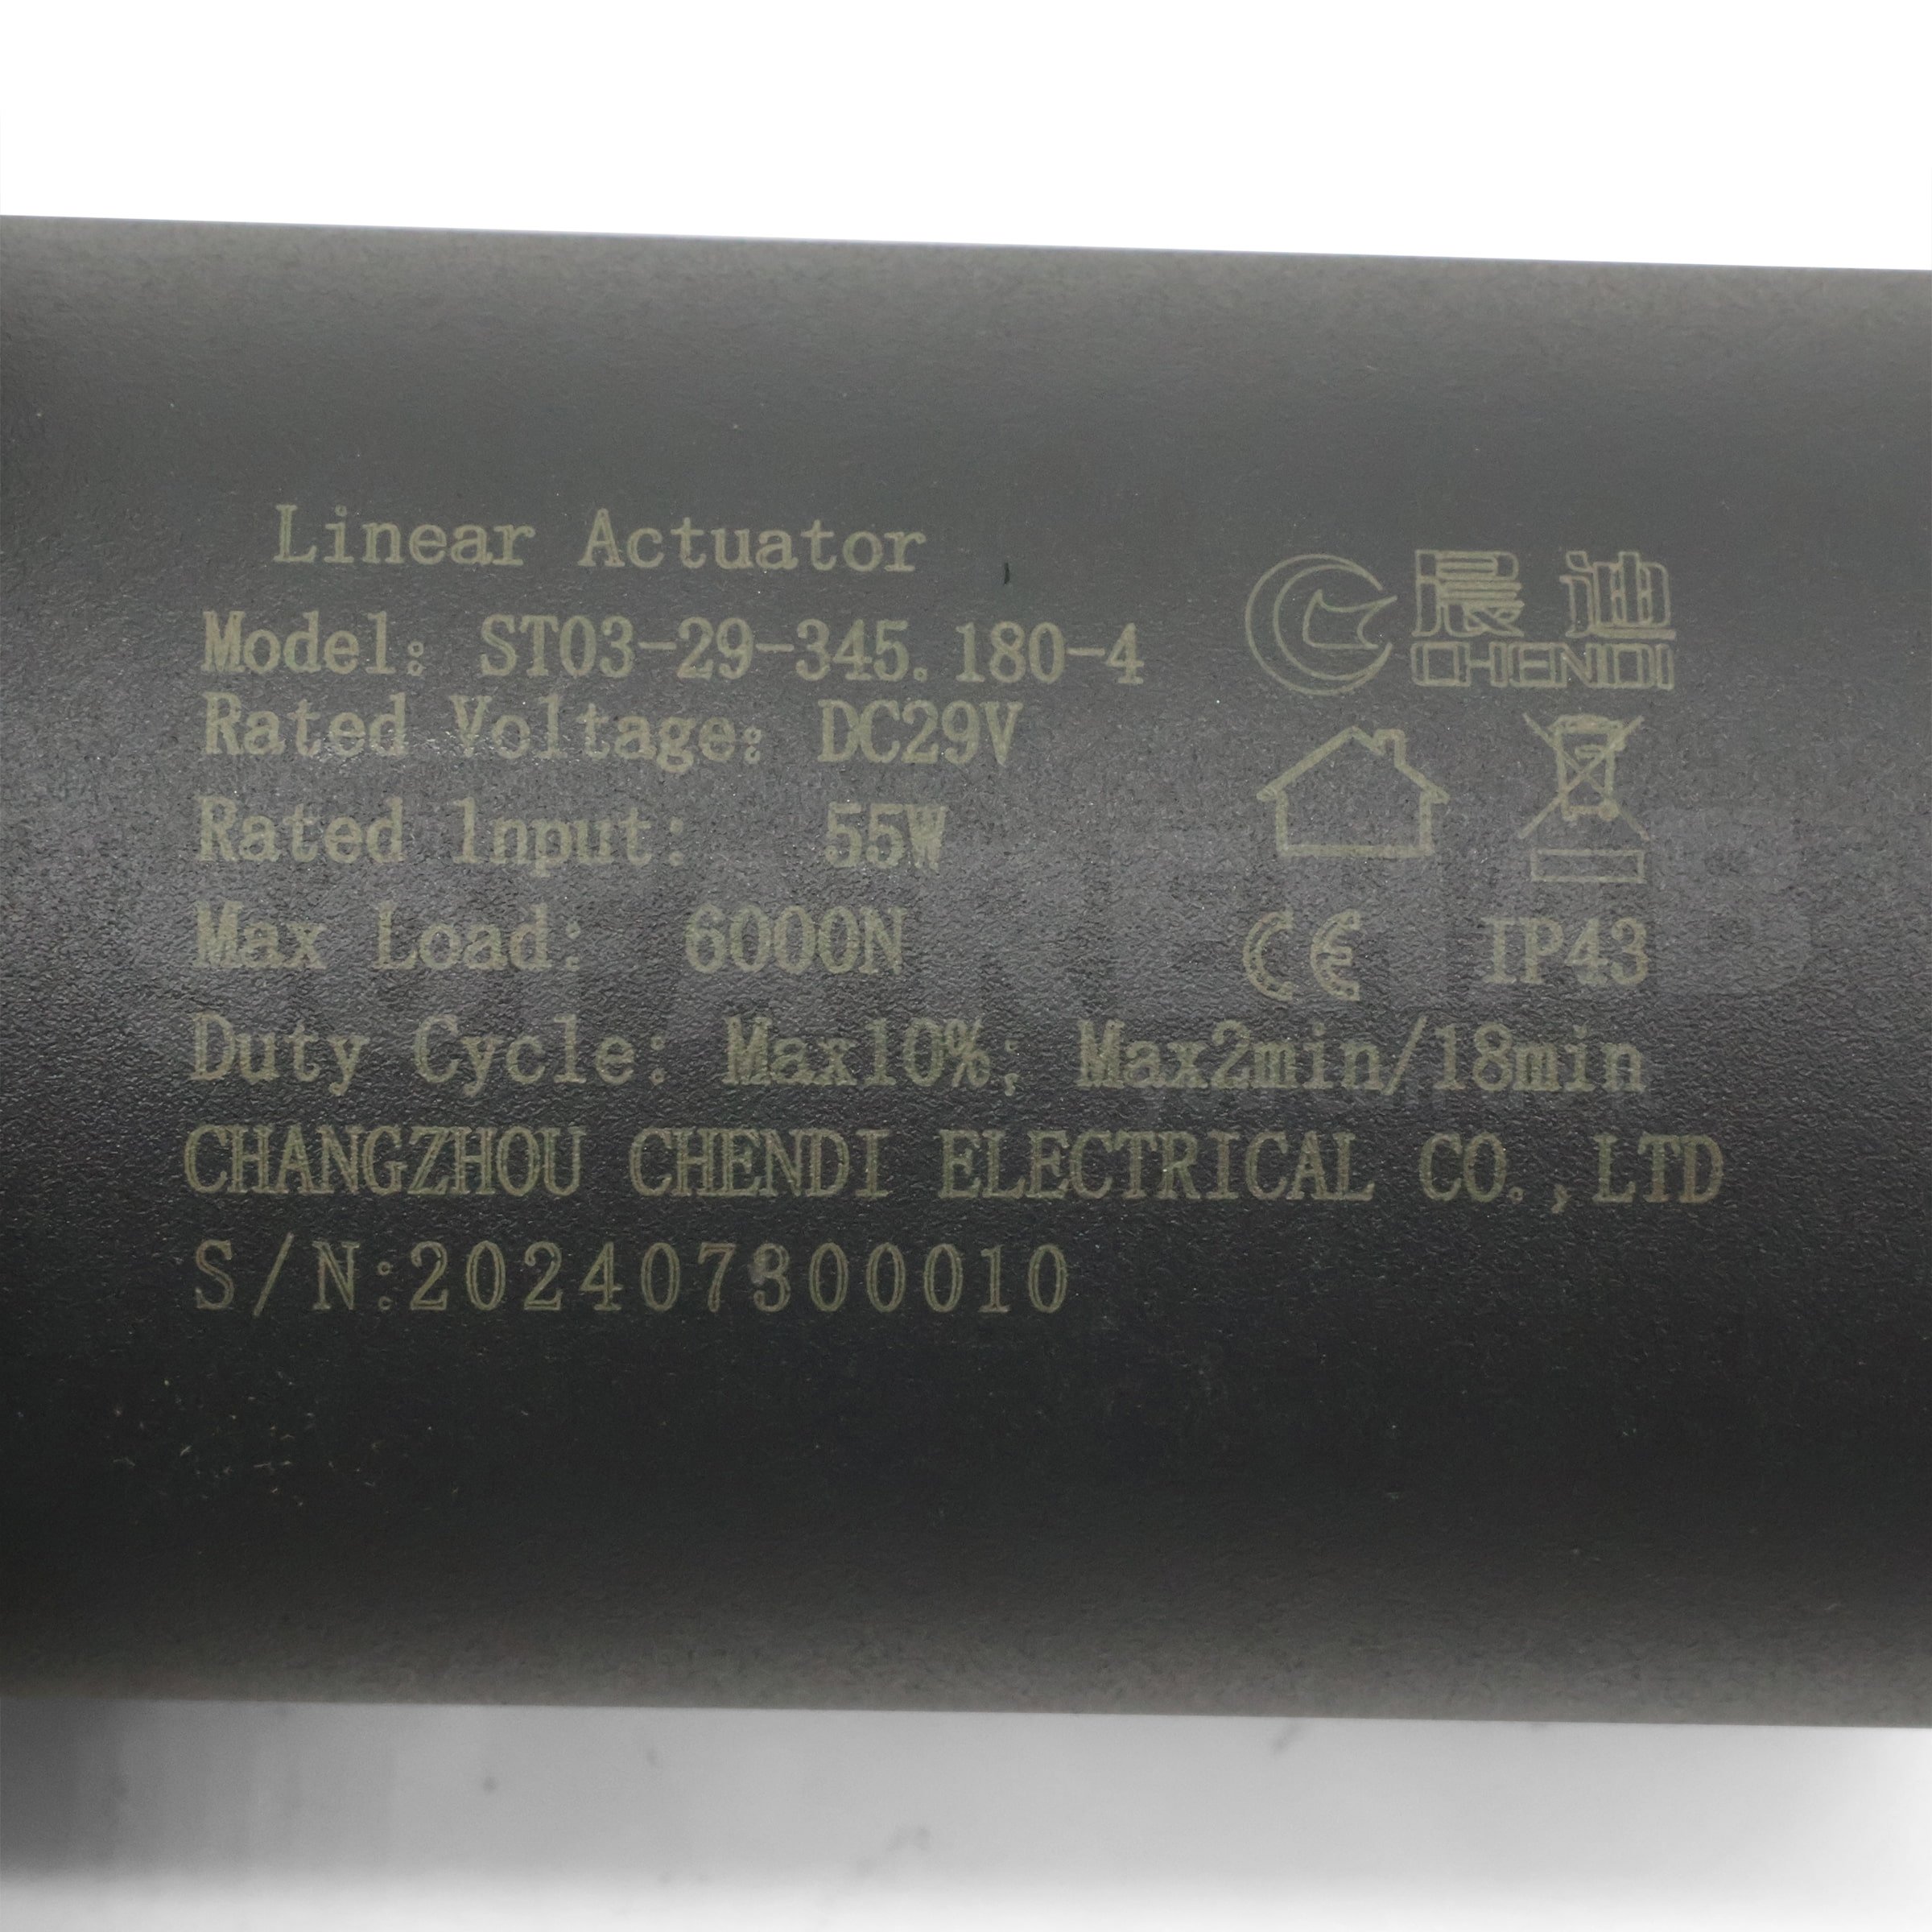 Linear Actuator
晨迪
CHENDI
Model: ST03-29-345.180-4
Rated Voltage: DC29V
Rated lnput: 55W
Max Load: 6000N
CE IP43
Duty Cycle: Max10%; Max2min/18min
CHANGZHOU CHENDI ELECTRICAL CO.,LTD
S/N:202407300010